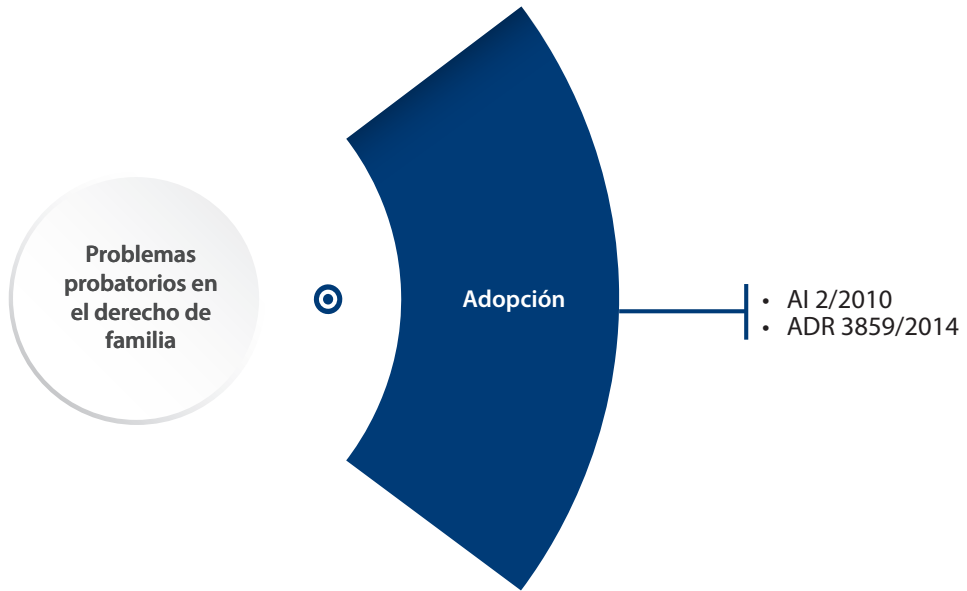 Problemas
probatorios en
el derecho de
familia
Adopción
• AI 2/2010
• ADR 3859/2014